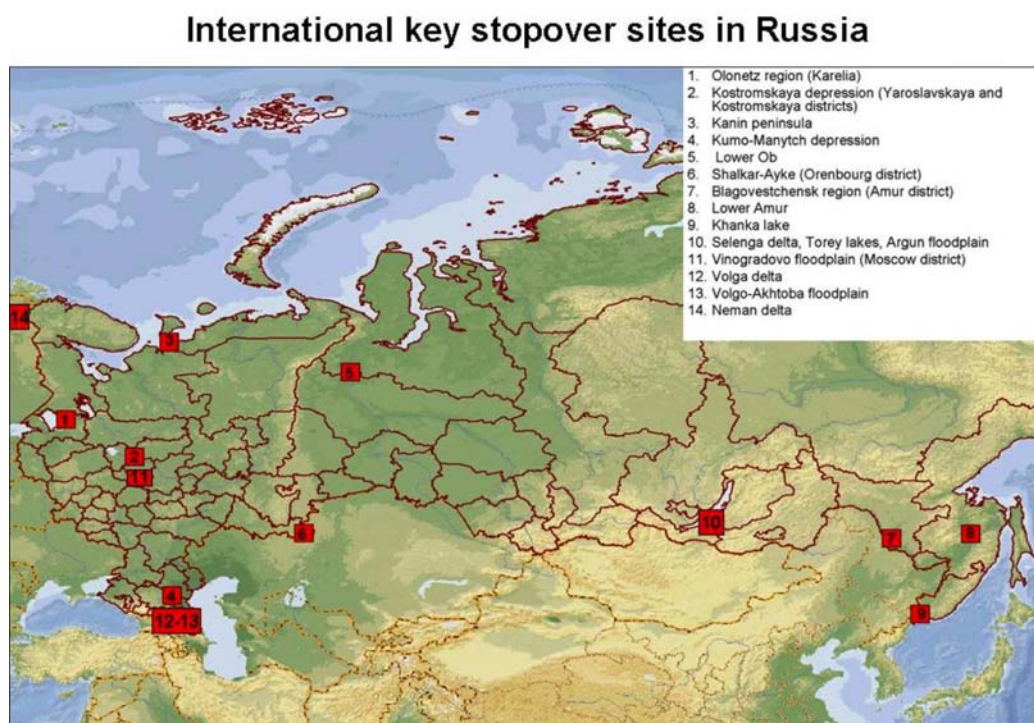 International key stopover sites in Russia
1. Olonetz region (Karelia)
2. Kostromskaya depression (Yaroslavskaya and
Kostromskaya districts)
3. Kanin peninsula
4. Kumo-Manytch depression
5. Lower Ob
6. Shalkar-Ayke (Orenbourg district)
7. Blagovestchensk region (Amur district)
8. Lower Amur
9. Khanka lake
10. Selenga delta, Torey lakes, Argun floodplain
11. Vinogradovo floodplain (Moscow district)
12. Volga delta
13. Volgo-Akhtoba floodplain
14. Neman delta
14
3
5
1
2
11
10
6
7
8
4
9
12-13